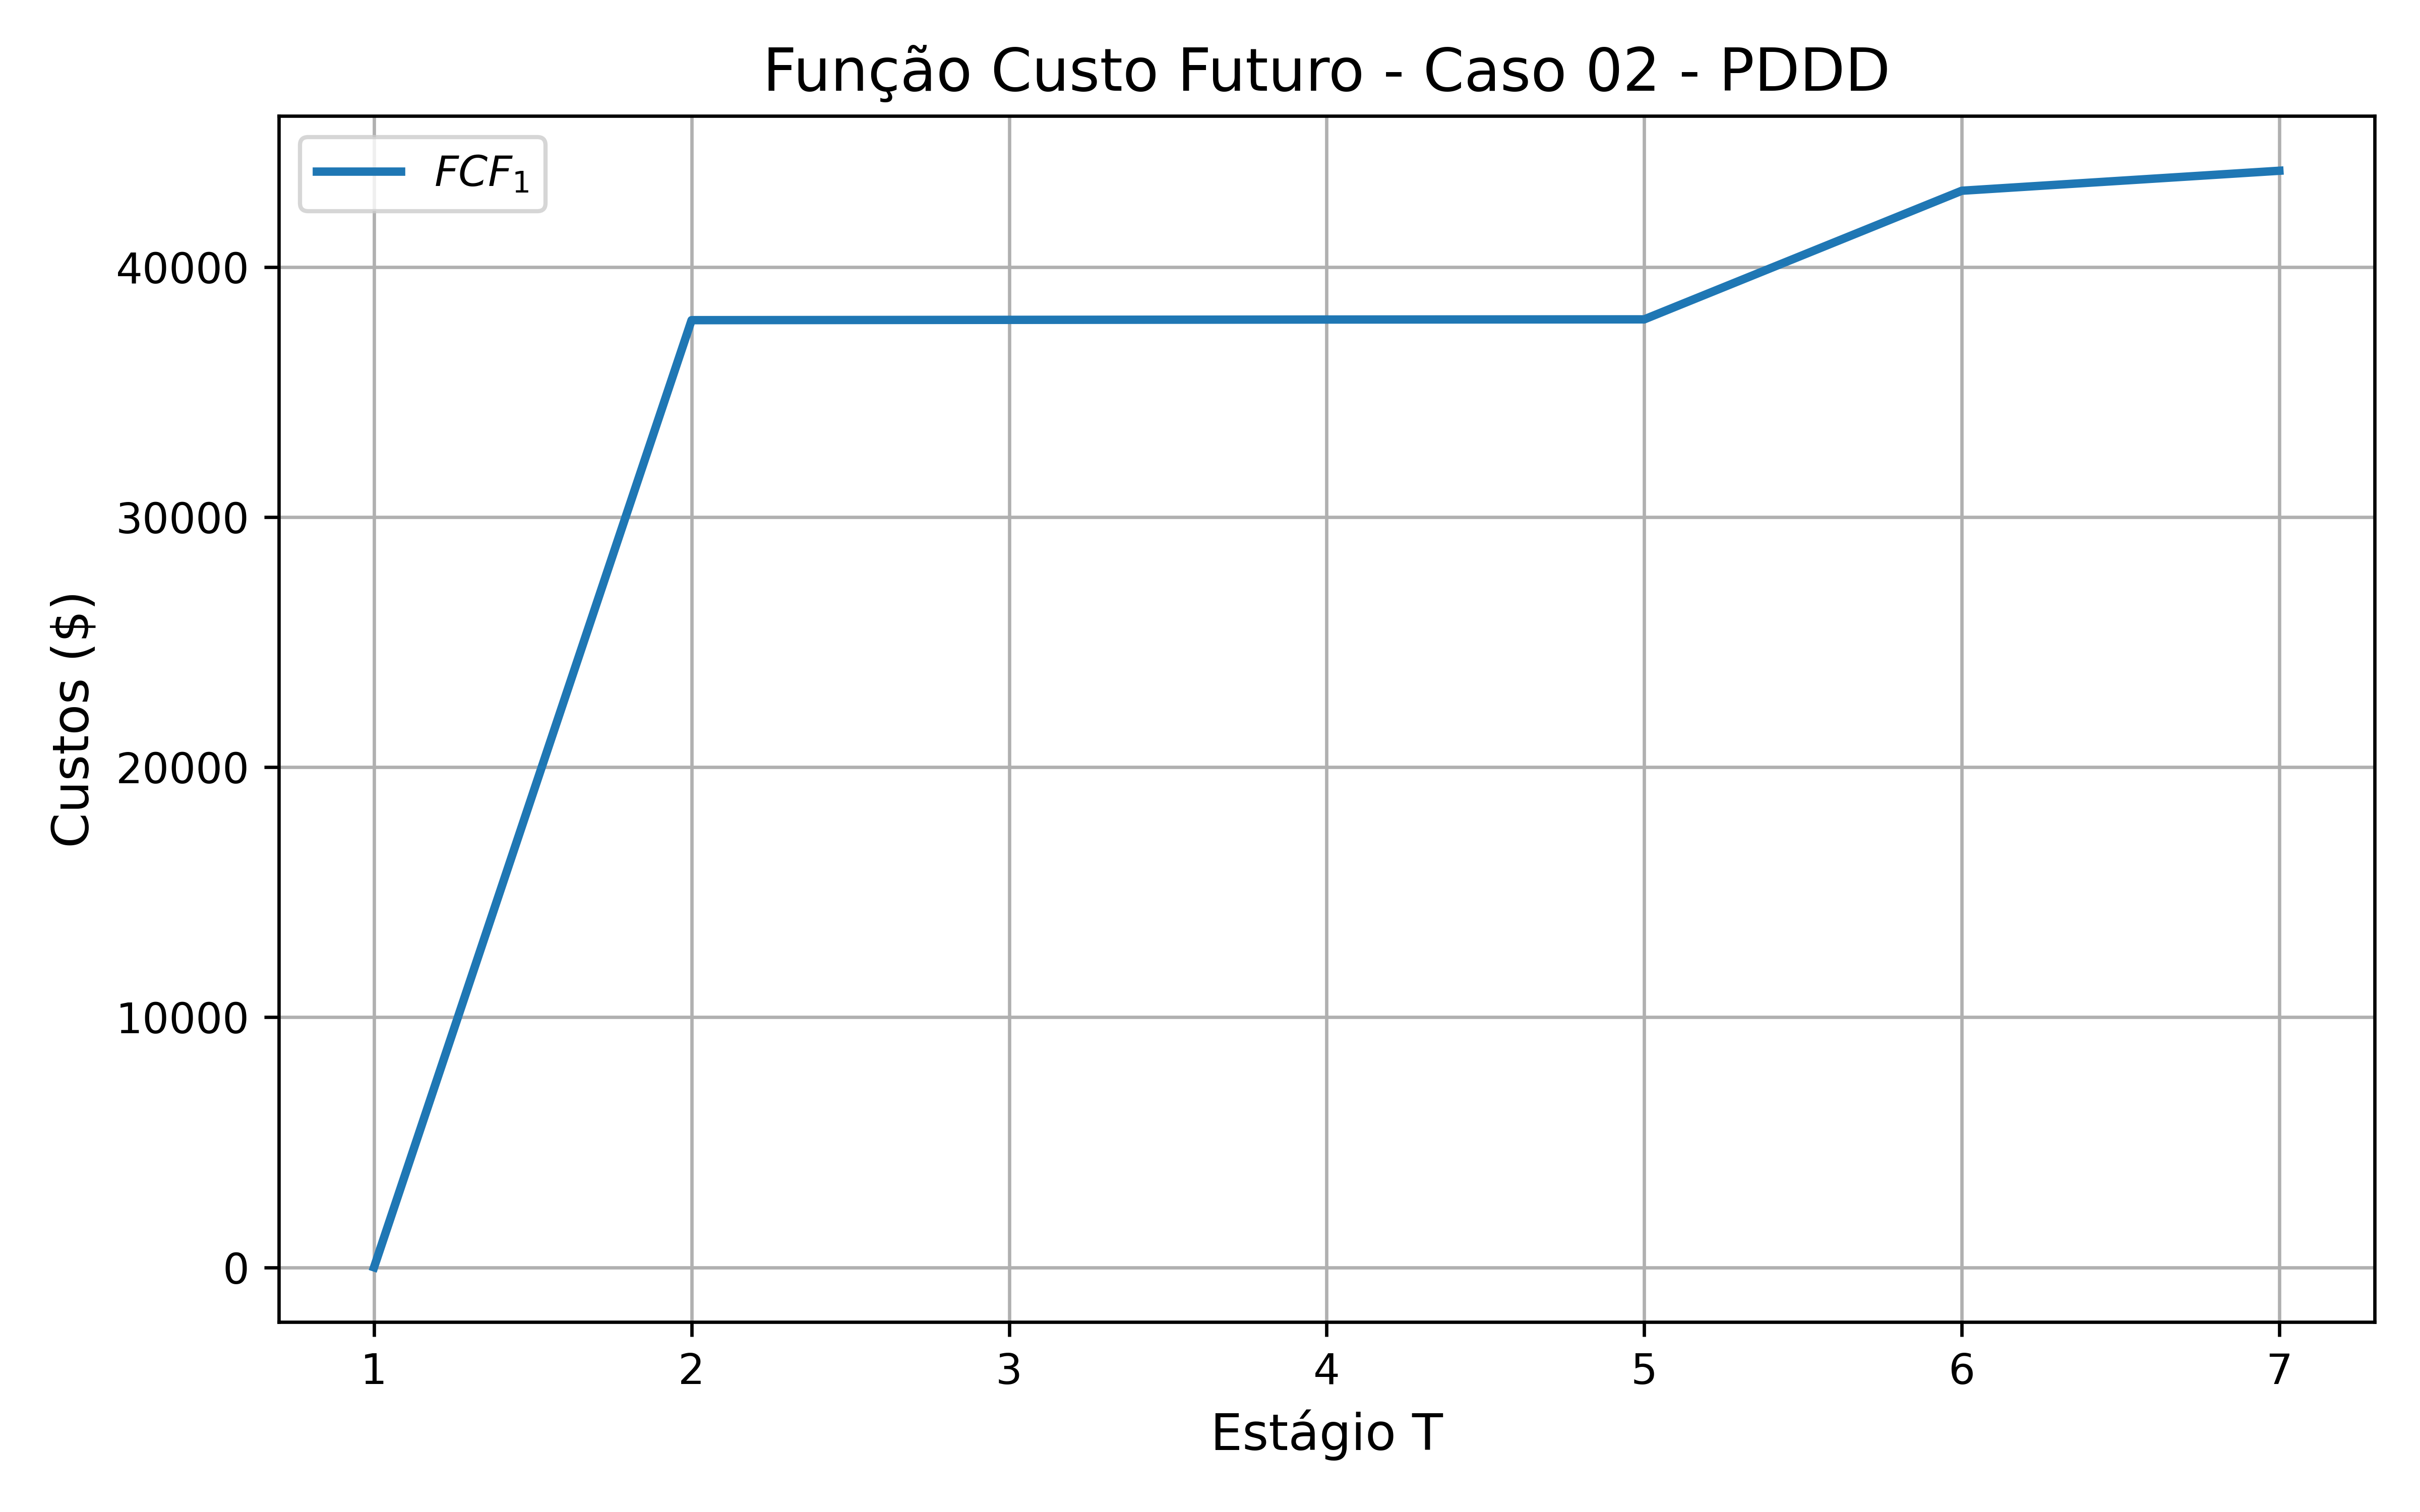 Função Custo Futuro - Caso 02 - PDDD
FCF1
40000
30000
20000
10000
0
Custos ($)
1 2 3 4 5 6 7
Estágio T